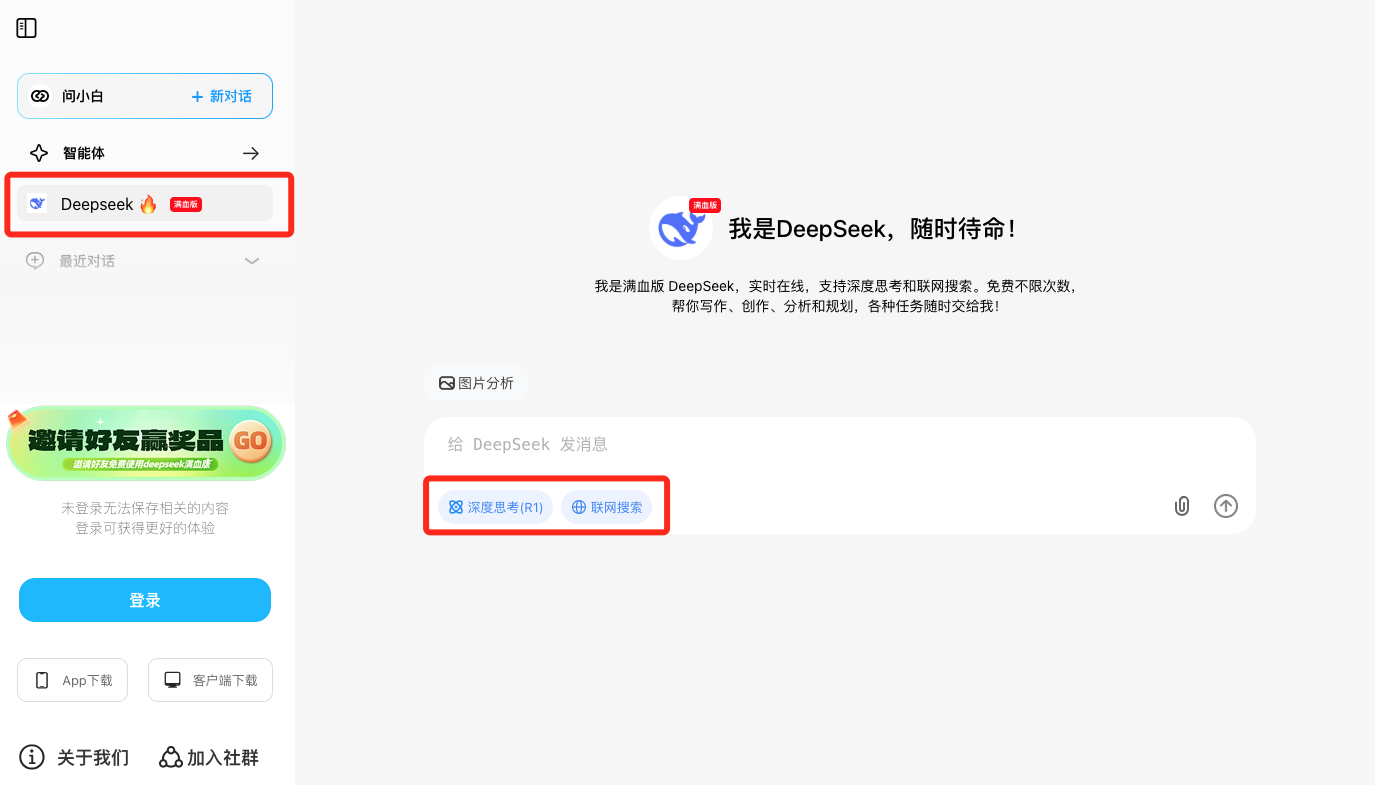 问小白
+ 新对话
智能体
Deepseek🔥 满血版
最近对话
邀请好友赢奖品 GO
邀请好友免费使用deepseek满血版
未登录无法保存相关的内容
登录可获得更好的体验
登录
App下载
客户端下载
关于我们
加入社群
满血版
我是DeepSeek，随时待命！
我是满血版 DeepSeek，实时在线，支持深度思考和联网搜索。免费不限次数，
帮你写作、创作、分析和规划，各种任务随时交给我！
图片分析
给 DeepSeek 发消息
深度思考(R1)
联网搜索